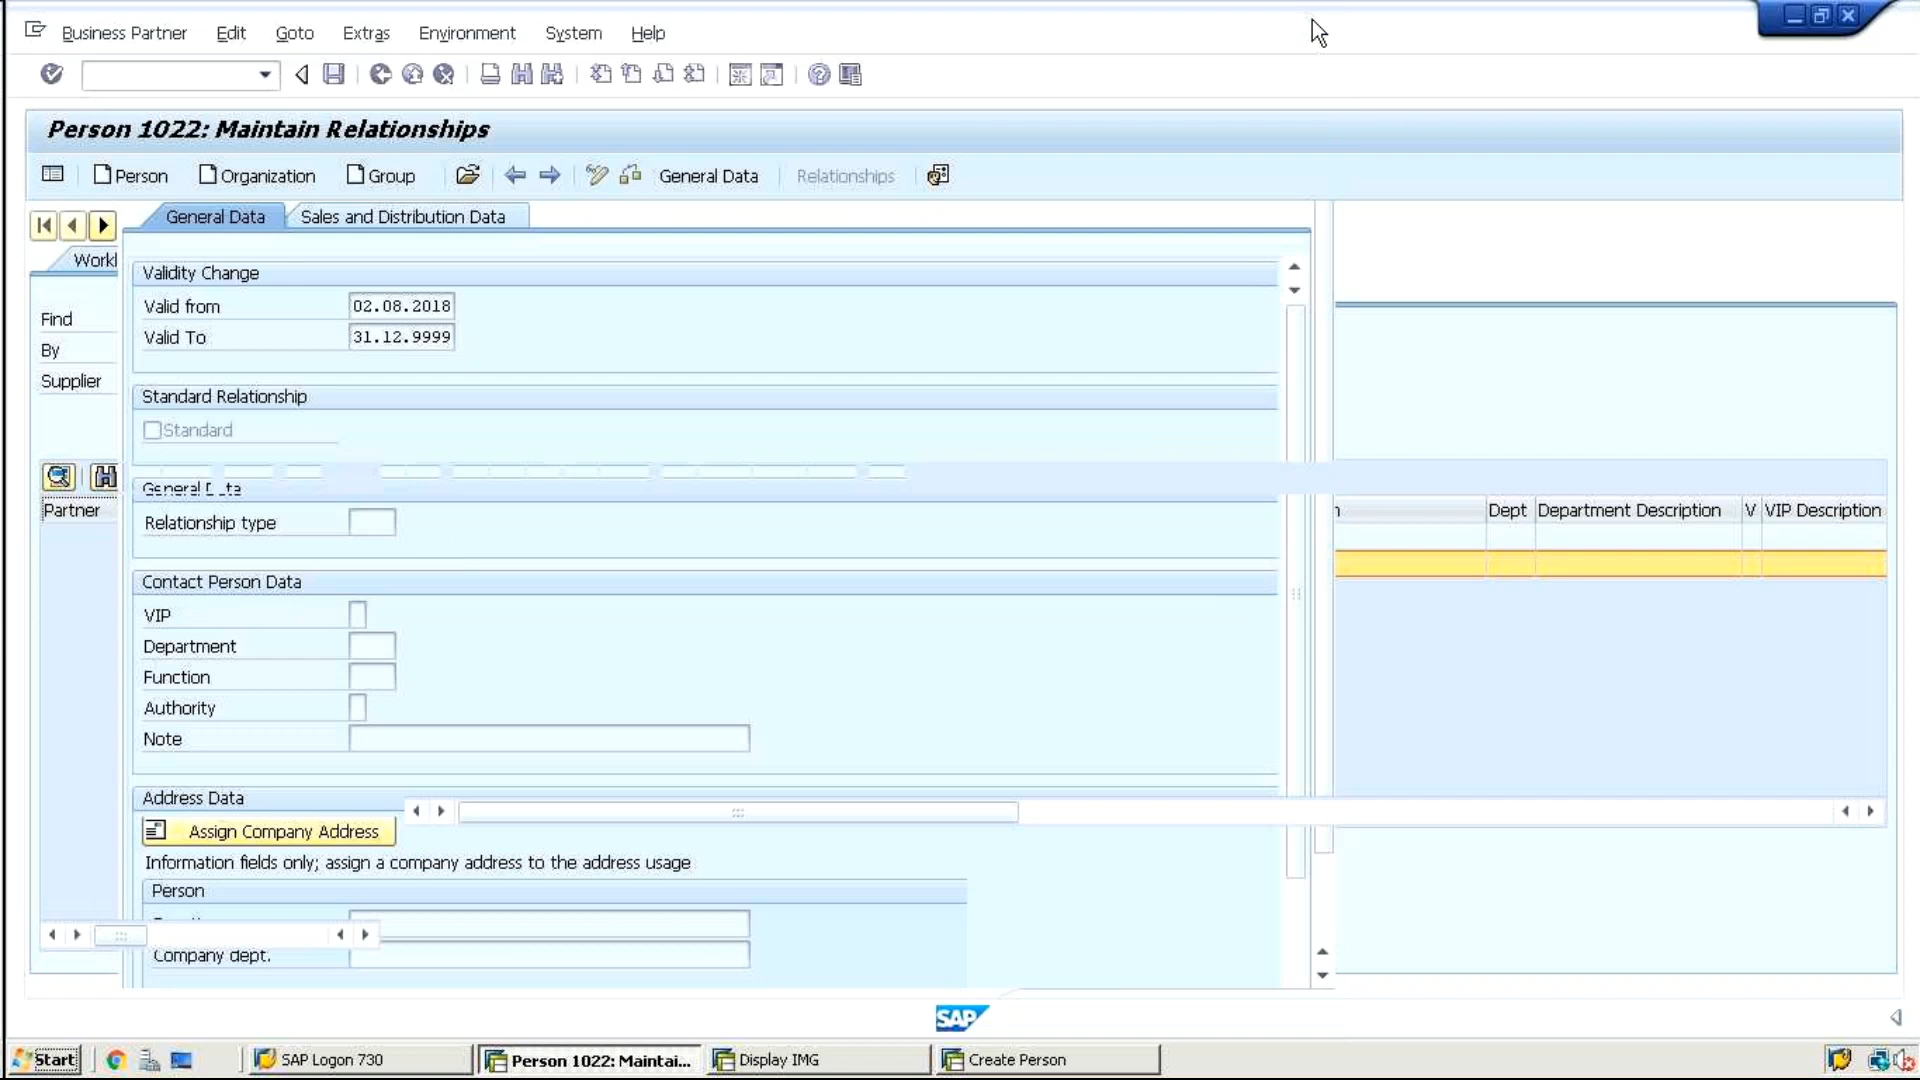 Business Partner Edit Goto Extras Environment System Help
Person 1022: Maintain Relationships
Person Organization Group General Data Relationships
General Data Sales and Distribution Data
Validity Change
Valid from 02.08.2018
Valid To 31.12.9999
Find
By
Supplier
Standard Relationship
Standard
Relationship type
Partner
Dept Department Description V VIP Description
Contact Person Data
VIP
Department
Function
Authority
Note
Address Data
Assign Company Address
Information fields only; assign a company address to the address usage
Person
Company dept.
SAP
Start SAP Logon 730 Person 1022: Maintai... Display IMG Create Person